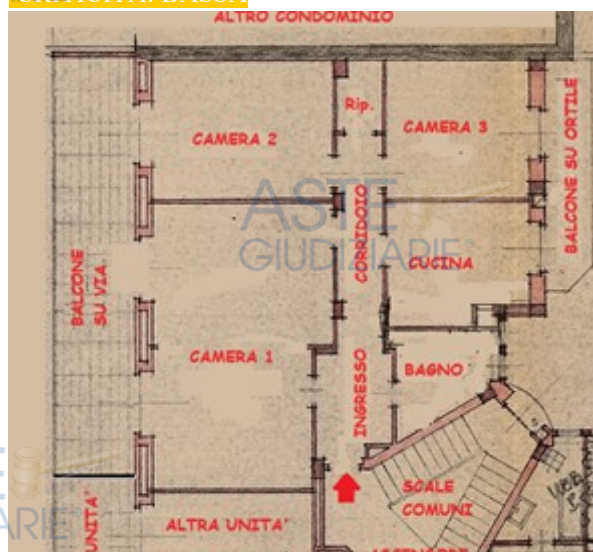 ALTRO CONDOMINIO
Rip.
CAMERA 2
CAMERA 3
BALCONE SU ORTILE
ASTE
GIUDIZIARIE®
CORRIDOIO
CUCINA
BALCONE
SU VIA
CAMERA 1
BAGNO
INGRESSO
SCALE
COMUNI
ALTRA UNITA'
UNITA'